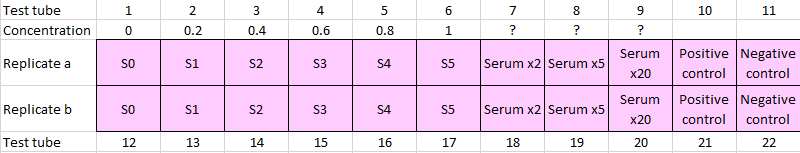 Test tube 1 2 3 4 5 6 7 8 9 10 11
Concentration 0 0.2 0.4 0.6 0.8 1 ? ? ?
Replicate a S0 S1 S2 S3 S4 S5 Serum x2 Serum x5 Serum x20 Positive control Negative control
Replicate b S0 S1 S2 S3 S4 S5 Serum x2 Serum x5 Serum x20 Positive control Negative control
Test tube 12 13 14 15 16 17 18 19 20 21 22